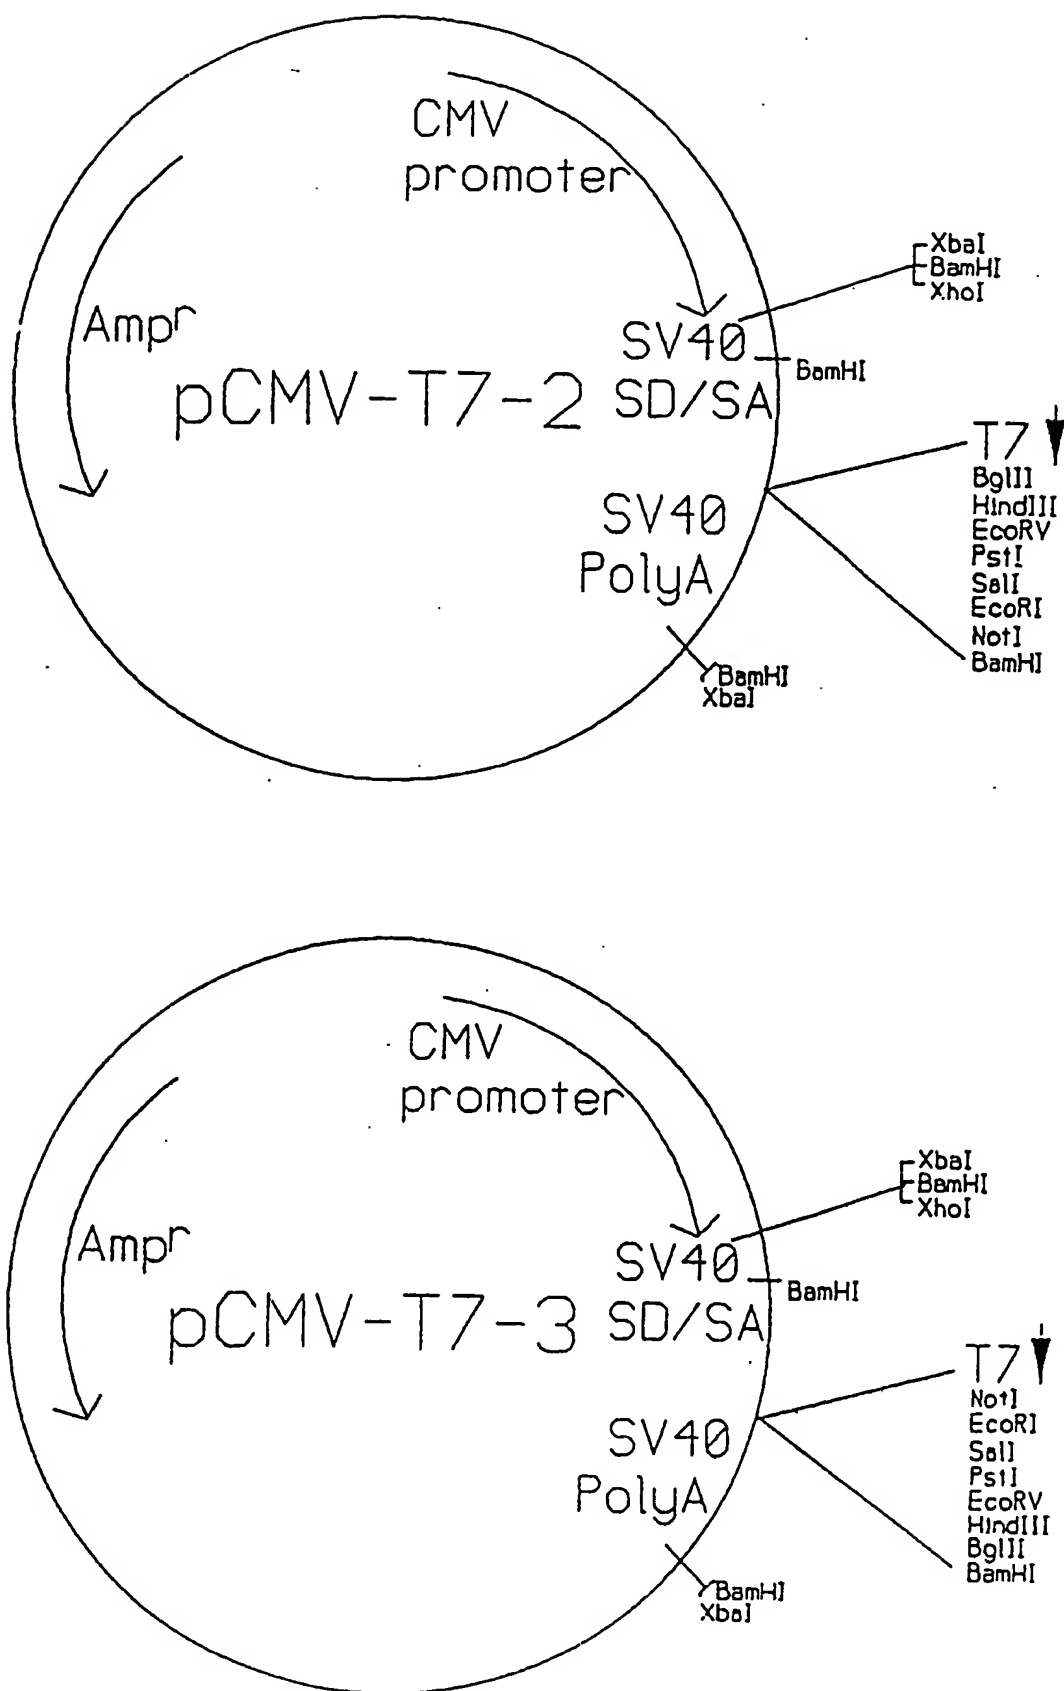 CMV
promoter
XbaI
BamHI
XhoI
Ampr
SV40
BamHI
pCMV-T7-2
SD/SA
T7
BglII
HindIII
EcoRV
PstI
SalI
EcoRI
NotI
BamHI
SV40
PolyA
BamHI
XbaI
CMV
promoter
XbaI
BamHI
XhoI
Ampr
SV40
BamHI
pCMV-T7-3
SD/SA
T7
NotI
EcoRI
SalI
PstI
EcoRV
HindIII
BglII
BamHI
SV40
PolyA
BamHI
XbaI